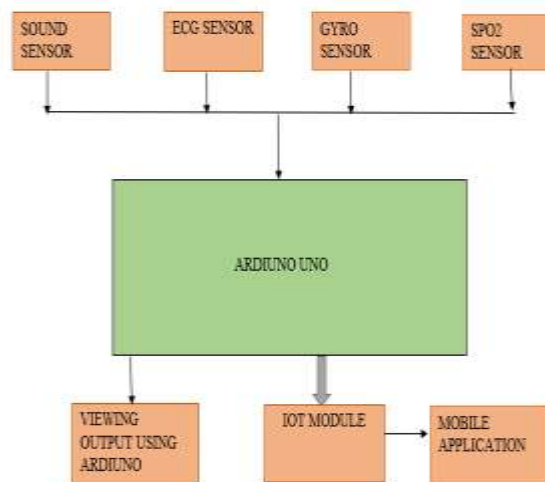 SOUND
SENSOR
ECG SENSOR
GYRO
SENSOR
SPO2
SENSOR
ARDIUNO UNO
VIEWING
OUTPUT USING
ARDIUNO
IOT MODULE
MOBILE
APPLICATION